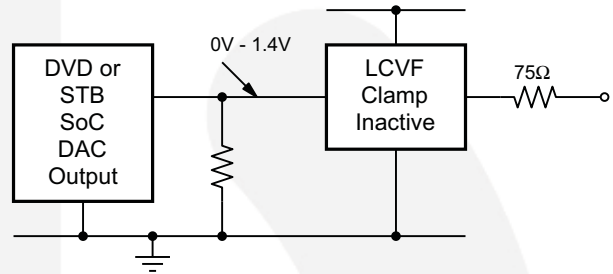 0V - 1.4V
DVD or
STB
SoC
DAC
Output
LCVF
Clamp
Inactive
75Ω